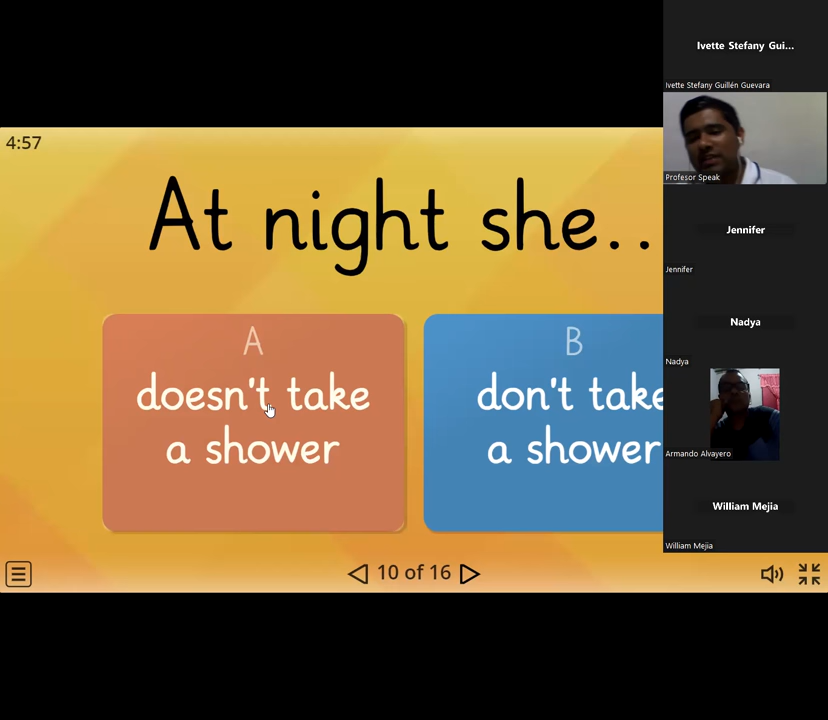 4:57
At night she..
A
doesn't take
a shower
B
don't take
a shower
10 of 16
Ivette Stefany Gui...
Ivette Stefany Guillén Guevara
Profesor Speak
Jennifer
Jennifer
Nadya
Nadya
Armando Alvayero
William Mejia
William Mejia